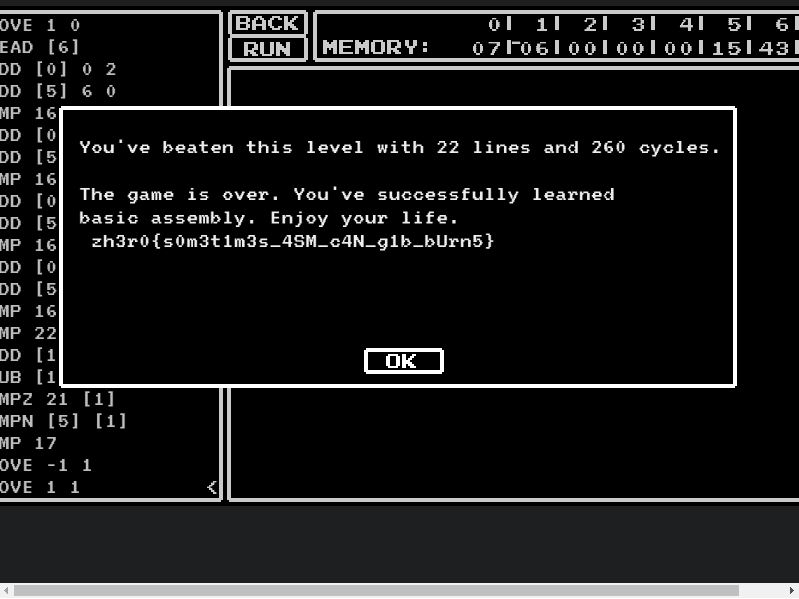 BACK
RUN
0| 1| 2| 3| 4| 5| 6|
MEMORY: 07|-06|00|00|00|15|43|
OVE 1 0
EAD [6]
DD [0] 0 2
DD [5] 6 0
MP 16
DD [0
DD [5
MP 16
DD [0
DD [5
MP 16
DD [0
DD [5
MP 16
MP 22
DD [1
UB [1
MPZ 21 [1]
MPN [5] [1]
MP 17
OVE -1 1
OVE 1 1 <
You've beaten this level with 22 lines and 260 cycles.
The game is over. You've successfully learned
basic assembly. Enjoy your life.
zh3r0{s0m3t1m3s_4SM_c4N_g1b_bUrn5}
OK